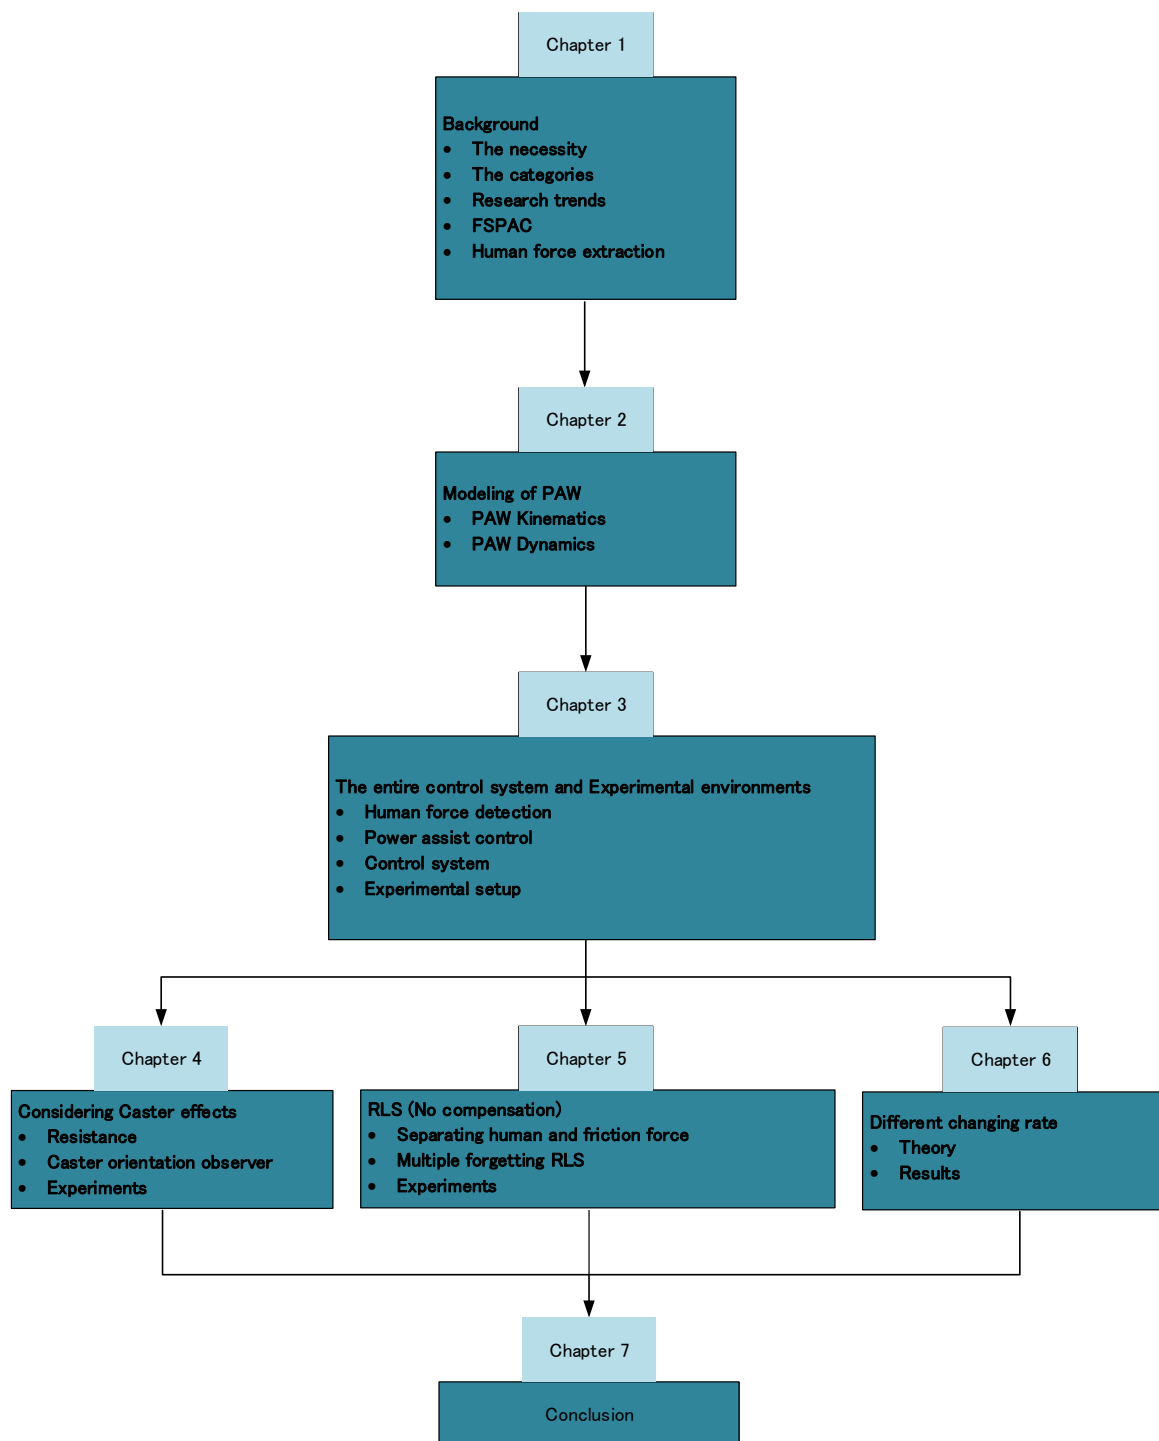 Chapter 1
Background
• The necessity
• The categories
• Research trends
• FSPAC
• Human force extraction
Chapter 2
Modeling of PAW
• PAW Kinematics
• PAW Dynamics
Chapter 3
The entire control system and Experimental environments
• Human force detection
• Power assist control
• Control system
• Experimental setup
Chapter 4
Considering Caster effects
• Resistance
• Caster orientation observer
• Experiments
Chapter 5
RLS (No compensation)
• Separating human and friction force
• Multiple forgetting RLS
• Experiments
Chapter 6
Different changing rate
• Theory
• Results
Chapter 7
Conclusion